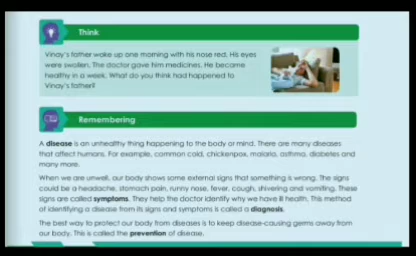 Think
Vinay's father woke up one morning with his nose red. His eyes
were swollen. The doctor gave him medicines. He became
healthy in a week. What do you think had happened to
Vinay's father?
Remembering
A disease is an unhealthy thing happening to the body or mind. There are many diseases
that affect humans. For example, common cold, chickenpox, malaria, asthma, diabetes and
many more.
When we are unwell, our body shows some external signs that something is wrong. The signs
could be a headache, stomach pain, runny nose, fever, cough, shivering and vomiting. These
signs are called symptoms. They help the doctor identify why we have ill health. This method
of identifying a disease from its signs and symptoms is called a diagnosis.
The best way to protect our body from diseases is to keep disease-causing germs away from
our body. This is called the prevention of disease.